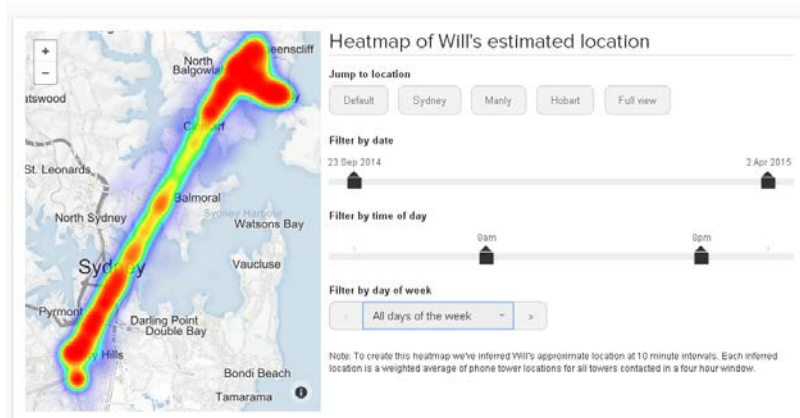 Heatmap of Will's estimated location
Jump to location
Default
Sydney
Manly
Hobart
Full view
Filter by date
23 Sep 2014
2 Apr 2015
Filter by time of day
8am
8pm
Filter by day of week
All days of the week
Note: To create this heatmap we've inferred Will's approximate location at 10 minute intervals. Each inferred
location is a weighted average of phone tower locations for all towers contacted in a four hour window.
+
−
North
St. Leonards
Balmoral
North Sydney
Sydney Harbour
Watsons Bay
Sydney
Vaucluse
Pyrmont
Darling Point
Double Bay
Hills
Bondi Beach
Tamarama